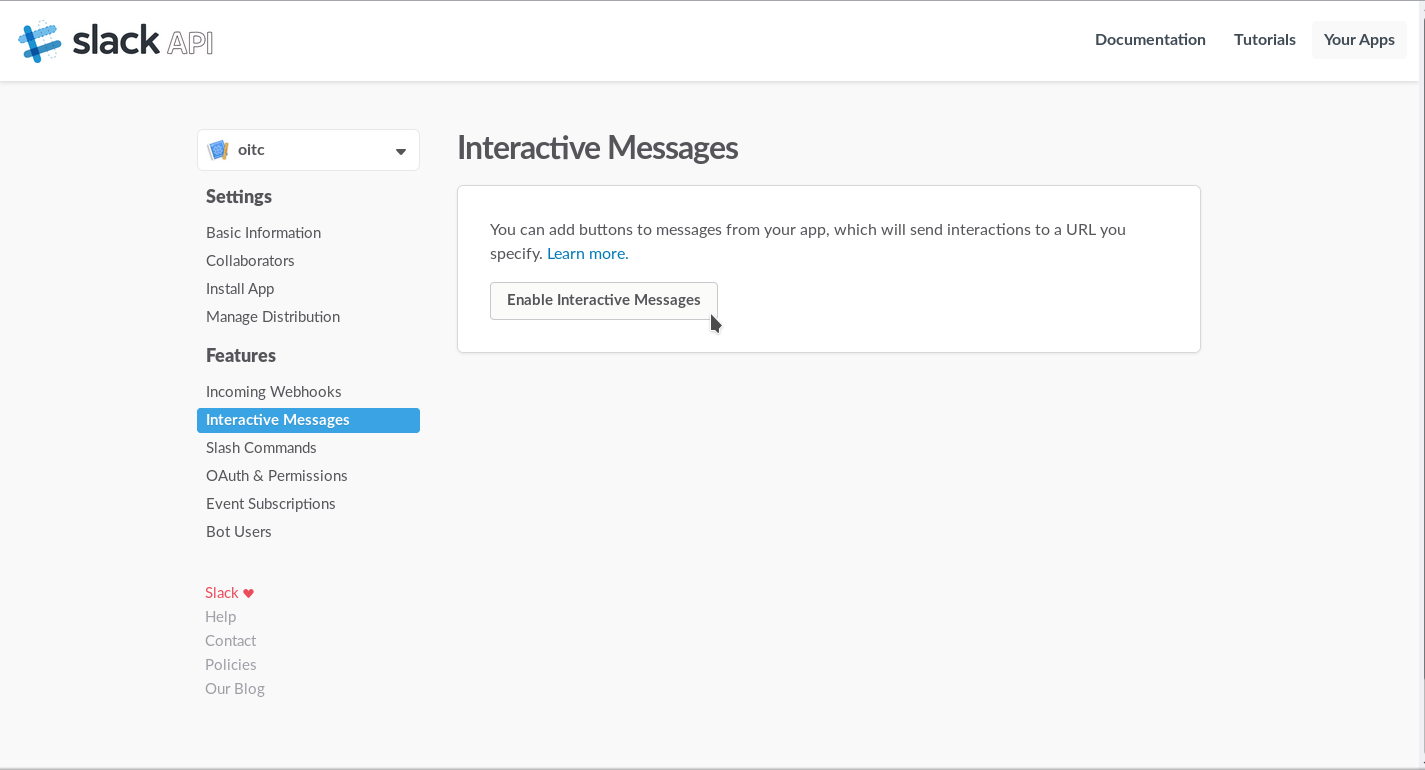 slack API
Documentation
Tutorials
Your Apps
oitc
Settings
Basic Information
Collaborators
Install App
Manage Distribution
Features
Incoming Webhooks
Interactive Messages
Slash Commands
OAuth & Permissions
Event Subscriptions
Bot Users
Slack ♥
Help
Contact
Policies
Our Blog
Interactive Messages
You can add buttons to messages from your app, which will send interactions to a URL you
specify. Learn more.
Enable Interactive Messages